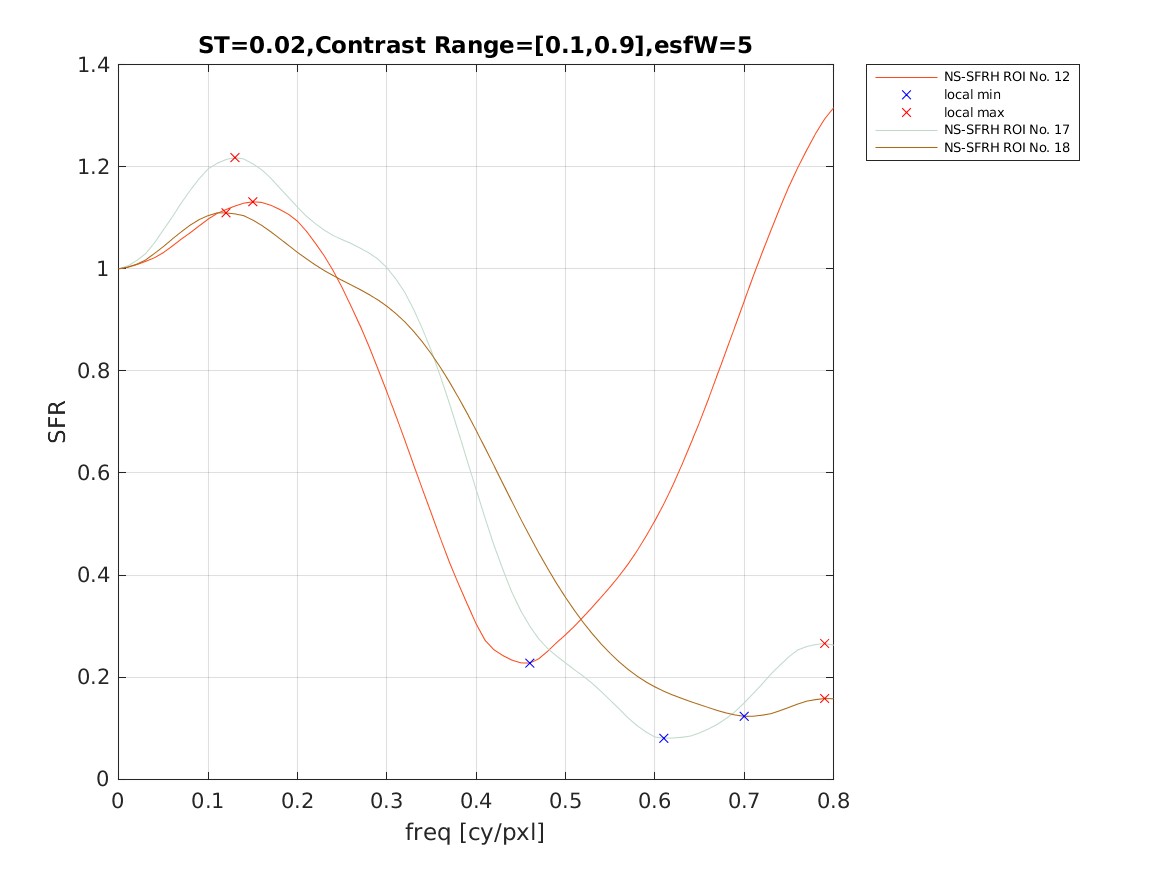 ST=0.02,Contrast Range=[0.1,0.9],esfW=5
1.4
1.2
1
0.8
0.6
0.4
0.2
0
SFR
0 0.1 0.2 0.3 0.4 0.5 0.6 0.7 0.8
freq [cy/pxl]
NS-SFRH ROI No. 12
local min
local max
NS-SFRH ROI No. 17
NS-SFRH ROI No. 18